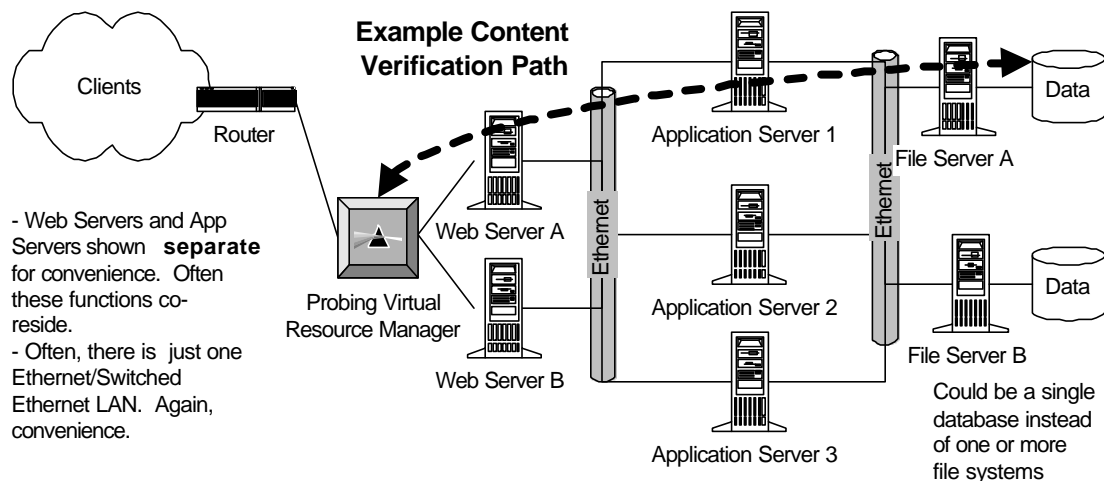 Example Content
Verification Path
Clients
Router
Application Server 1
File Server A
Data
Ethernet
Ethernet
Web Server A
- Web Servers and App
Servers shown separate
for convenience. Often
these functions co-
reside.
- Often, there is just one
Ethernet/Switched
Ethernet LAN. Again,
convenience.
Probing Virtual
Resource Manager
Web Server B
Application Server 2
Application Server 3
Data
File Server B
Could be a single
database instead
of one or more
file systems